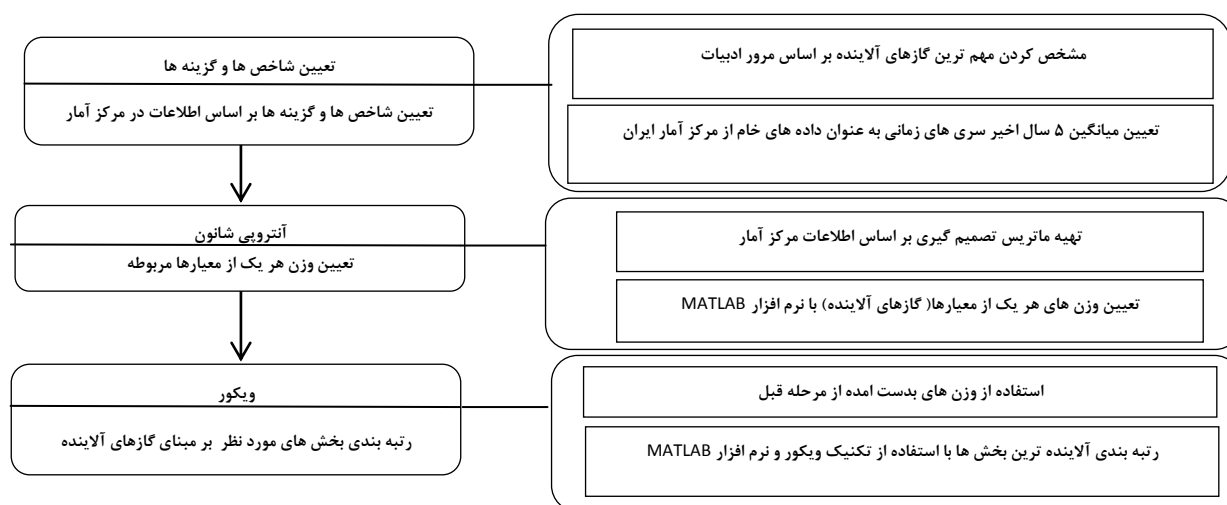 تعیین شاخص ها و گزینه ها
تعیین شاخص ها و گزینه ها بر اساس اطلاعات در مرکز آمار
مشخص کردن مهم ترین گازهای آلاینده بر اساس مرور ادبیات
تعیین میانگین ۵ سال اخیر سری های زمانی به عنوان داده های خام از مرکز آمار ایران
آنتروپی شانون
تعیین وزن هر یک از معیارها مربوطه
تهیه ماتریس تصمیم گیری بر اساس اطلاعات مرکز آمار
تعیین وزن های هر یک از معیارها( گازهای آلاینده) با نرم افزار MATLAB
ویکور
رتبه بندی بخش های مورد نظر بر مبنای گازهای آلاینده
استفاده از وزن های بدست امده از مرحله قبل
رتبه بندی آلاینده ترین بخش ها با استفاده از تکنیک ویکور و نرم افزار MATLAB